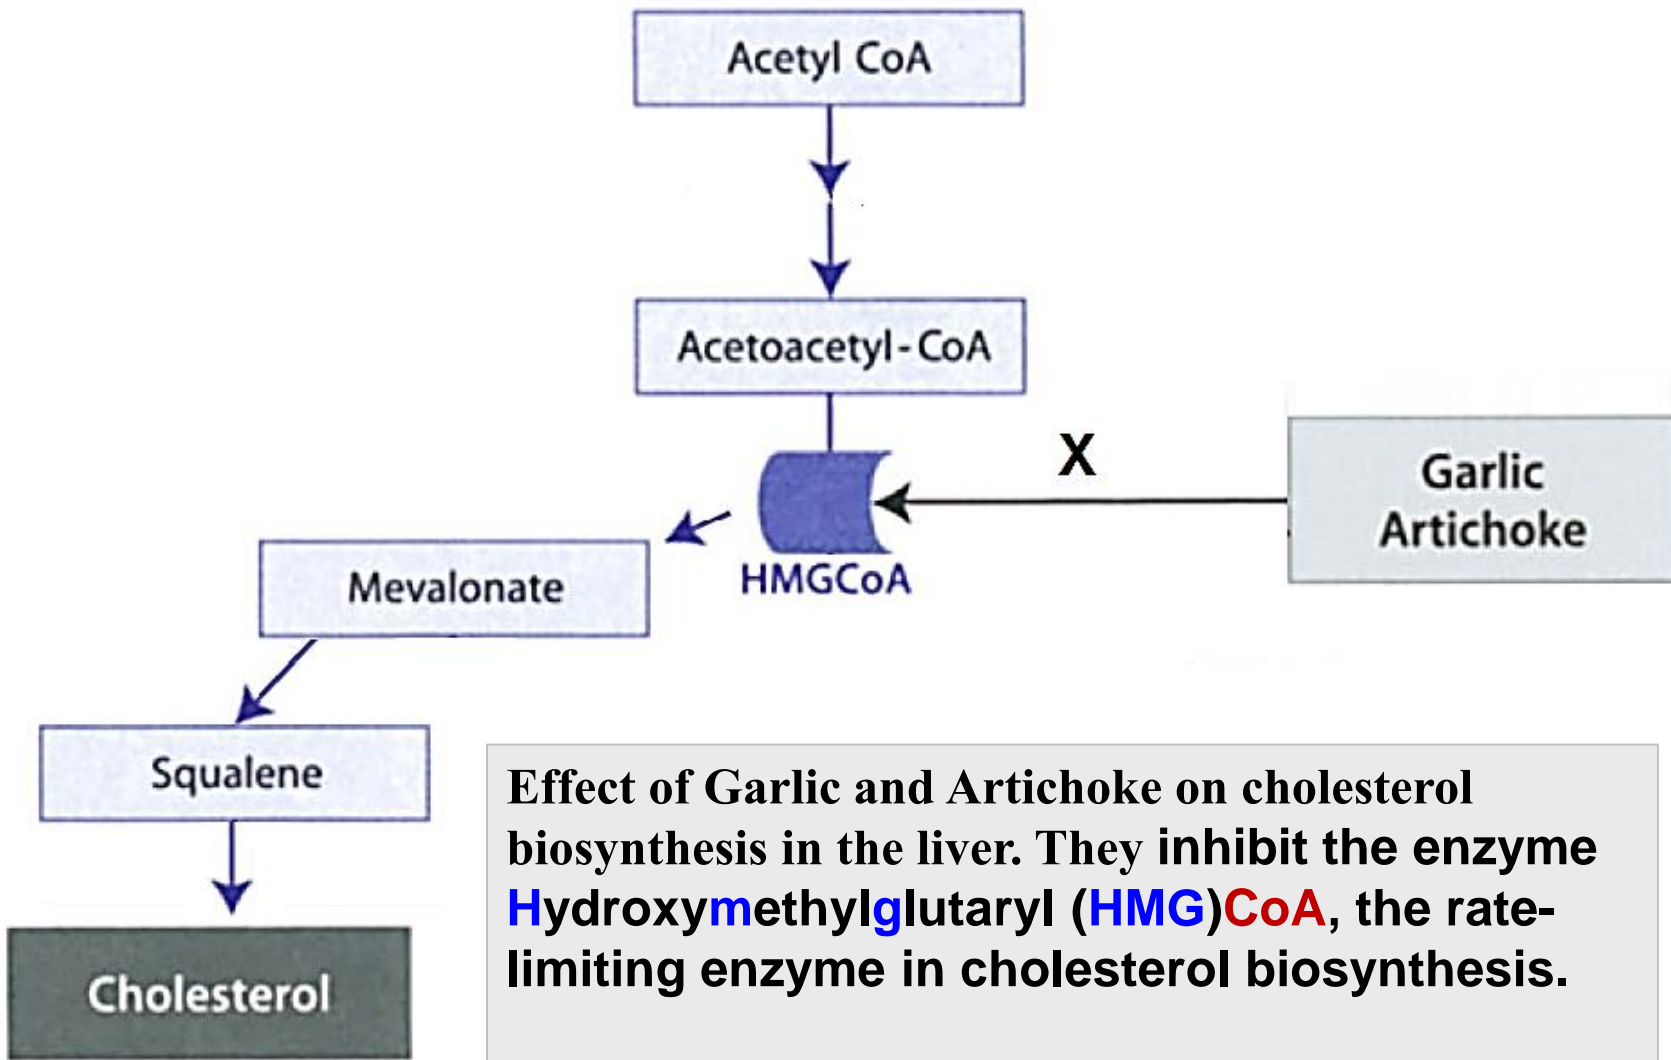 Acetyl CoA
Acetoacetyl-CoA
X
Garlic
Artichoke
HMGCoA
Mevalonate
Squalene
Cholesterol
Effect of Garlic and Artichoke on cholesterol
biosynthesis in the liver. They inhibit the enzyme
Hydroxymethylglutaryl (HMG)CoA, the rate-
limiting enzyme in cholesterol biosynthesis.